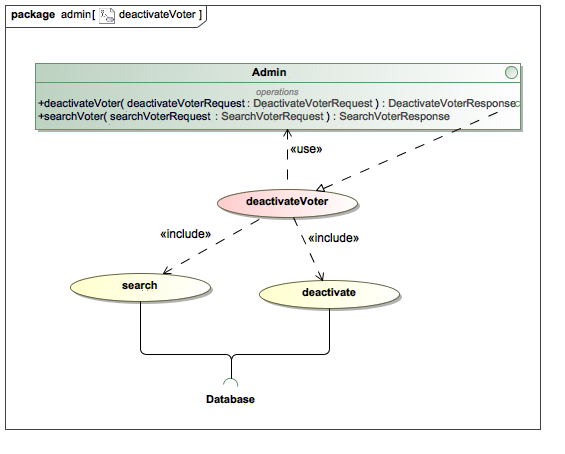 package admin[ deactivateVoter ]
Admin
operations
+deactivateVoter( deactivateVoterRequest : DeactivateVoterRequest ) : DeactivateVoterResponse
+searchVoter( searchVoterRequest : SearchVoterRequest ) : SearchVoterResponse
«use»
deactivateVoter
«include»
«include»
search
deactivate
Database